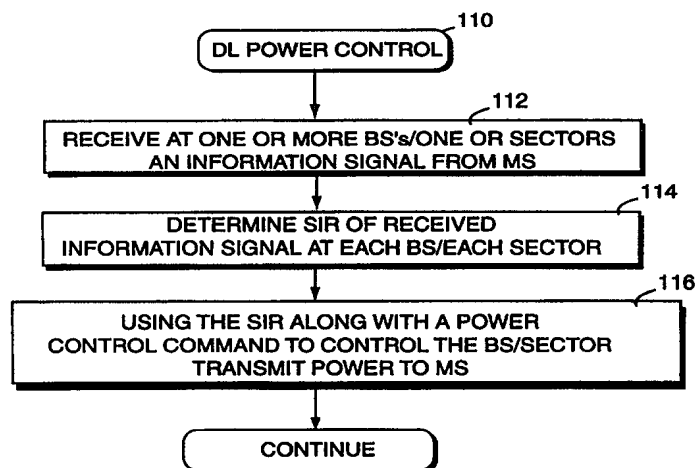 110
DL POWER CONTROL
112
RECEIVE AT ONE OR MORE BS's/ONE OR SECTORS
AN INFORMATION SIGNAL FROM MS
114
DETERMINE SIR OF RECEIVED
INFORMATION SIGNAL AT EACH BS/EACH SECTOR
116
USING THE SIR ALONG WITH A POWER
CONTROL COMMAND TO CONTROL THE BS/SECTOR
TRANSMIT POWER TO MS
CONTINUE